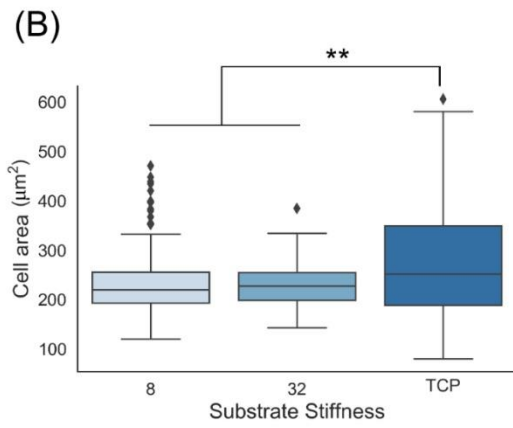 (B)
**
600
500
400
300
200
100
Cell area (μm²)
8 32 TCP
Substrate Stiffness